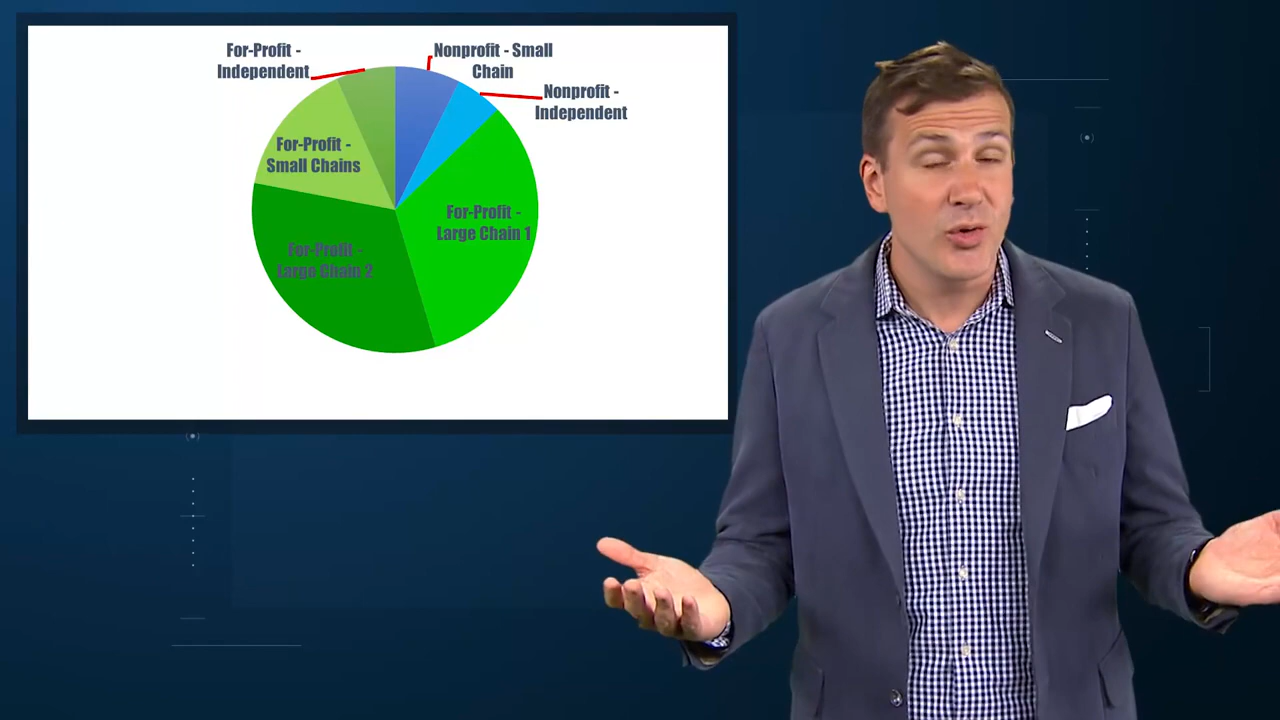 For-Profit -
Independent
Nonprofit - Small
Chain
Nonprofit -
Independent
For-Profit -
Small Chains
For-Profit -
Large Chain 1
For-Profit -
Large Chain 2